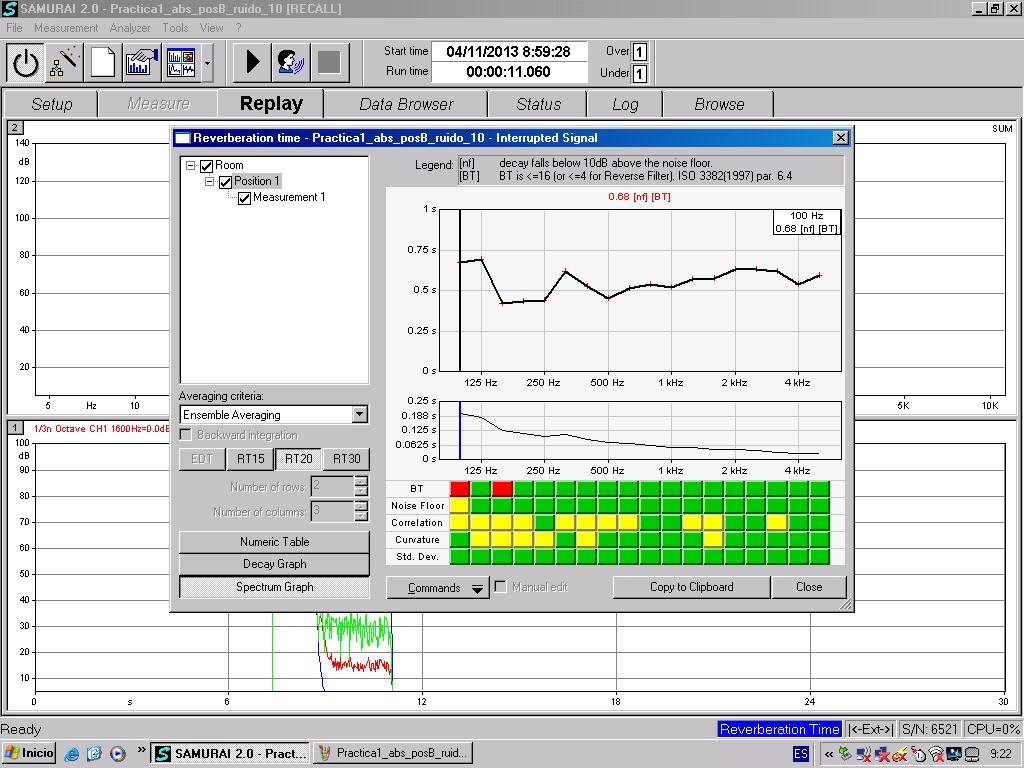 SAMURAI 2.0 - Practica1_abs_posB_ruido_10 [RECALL]
File Measurement Analyzer Tools View ?
Start time 04/11/2013 8:59:28 Over 1
Run time 00:00:11.060 Under 1
Setup Measure Replay Data Browser Status Log Browse
2 SUM
140
dB
120
100
80
60
40
20
5 Hz 10 5K 10K
Reverberation time - Practica1_abs_posB_ruido_10 - Interrupted Signal
Room
Position 1
Measurement 1
Legend: [nf] decay falls below 10dB above the noise floor.
[BT] BT is <=16 (or <=4 for Reverse Filter). ISO 3382(1997) par. 6.4
0.68 [nf] [BT]
1 s
100 Hz
0.68 [nf] [BT]
0.75 s
0.5 s
0.25 s
0 s
125 Hz 250 Hz 500 Hz 1 kHz 2 kHz 4 kHz
0.25 s
0.188 s
0.125 s
0.0625 s
0 s
125 Hz 250 Hz 500 Hz 1 kHz 2 kHz 4 kHz
BT
Noise Floor
Correlation
Curvature
Std. Dev.
Averaging criteria:
Ensemble Averaging
Backward integration
EDT RT15 RT20 RT30
Number of rows: 2
Number of columns: 3
Numeric Table
Decay Graph
Spectrum Graph
Commands Manual edit Copy to Clipboard Close
1 1/3n Octave CH1 1600Hz=0.0dB
100
dB
90
80
70
60
50
40
30
20
10
0 s 6 12 18 24 30
Ready Reverberation Time |<-Ext->| S/N: 6521 CPU=0%
Inicio » SAMURAI 2.0 - Pract... Practica1_abs_posB_ruid... ES « 9:22